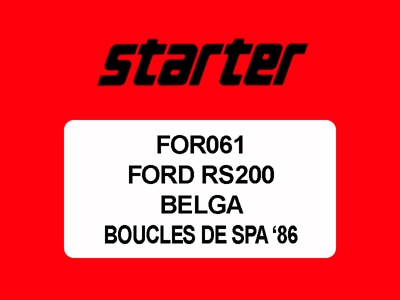 starter
FOR061
FORD RS200
BELGA
BOUCLES DE SPA ‘86